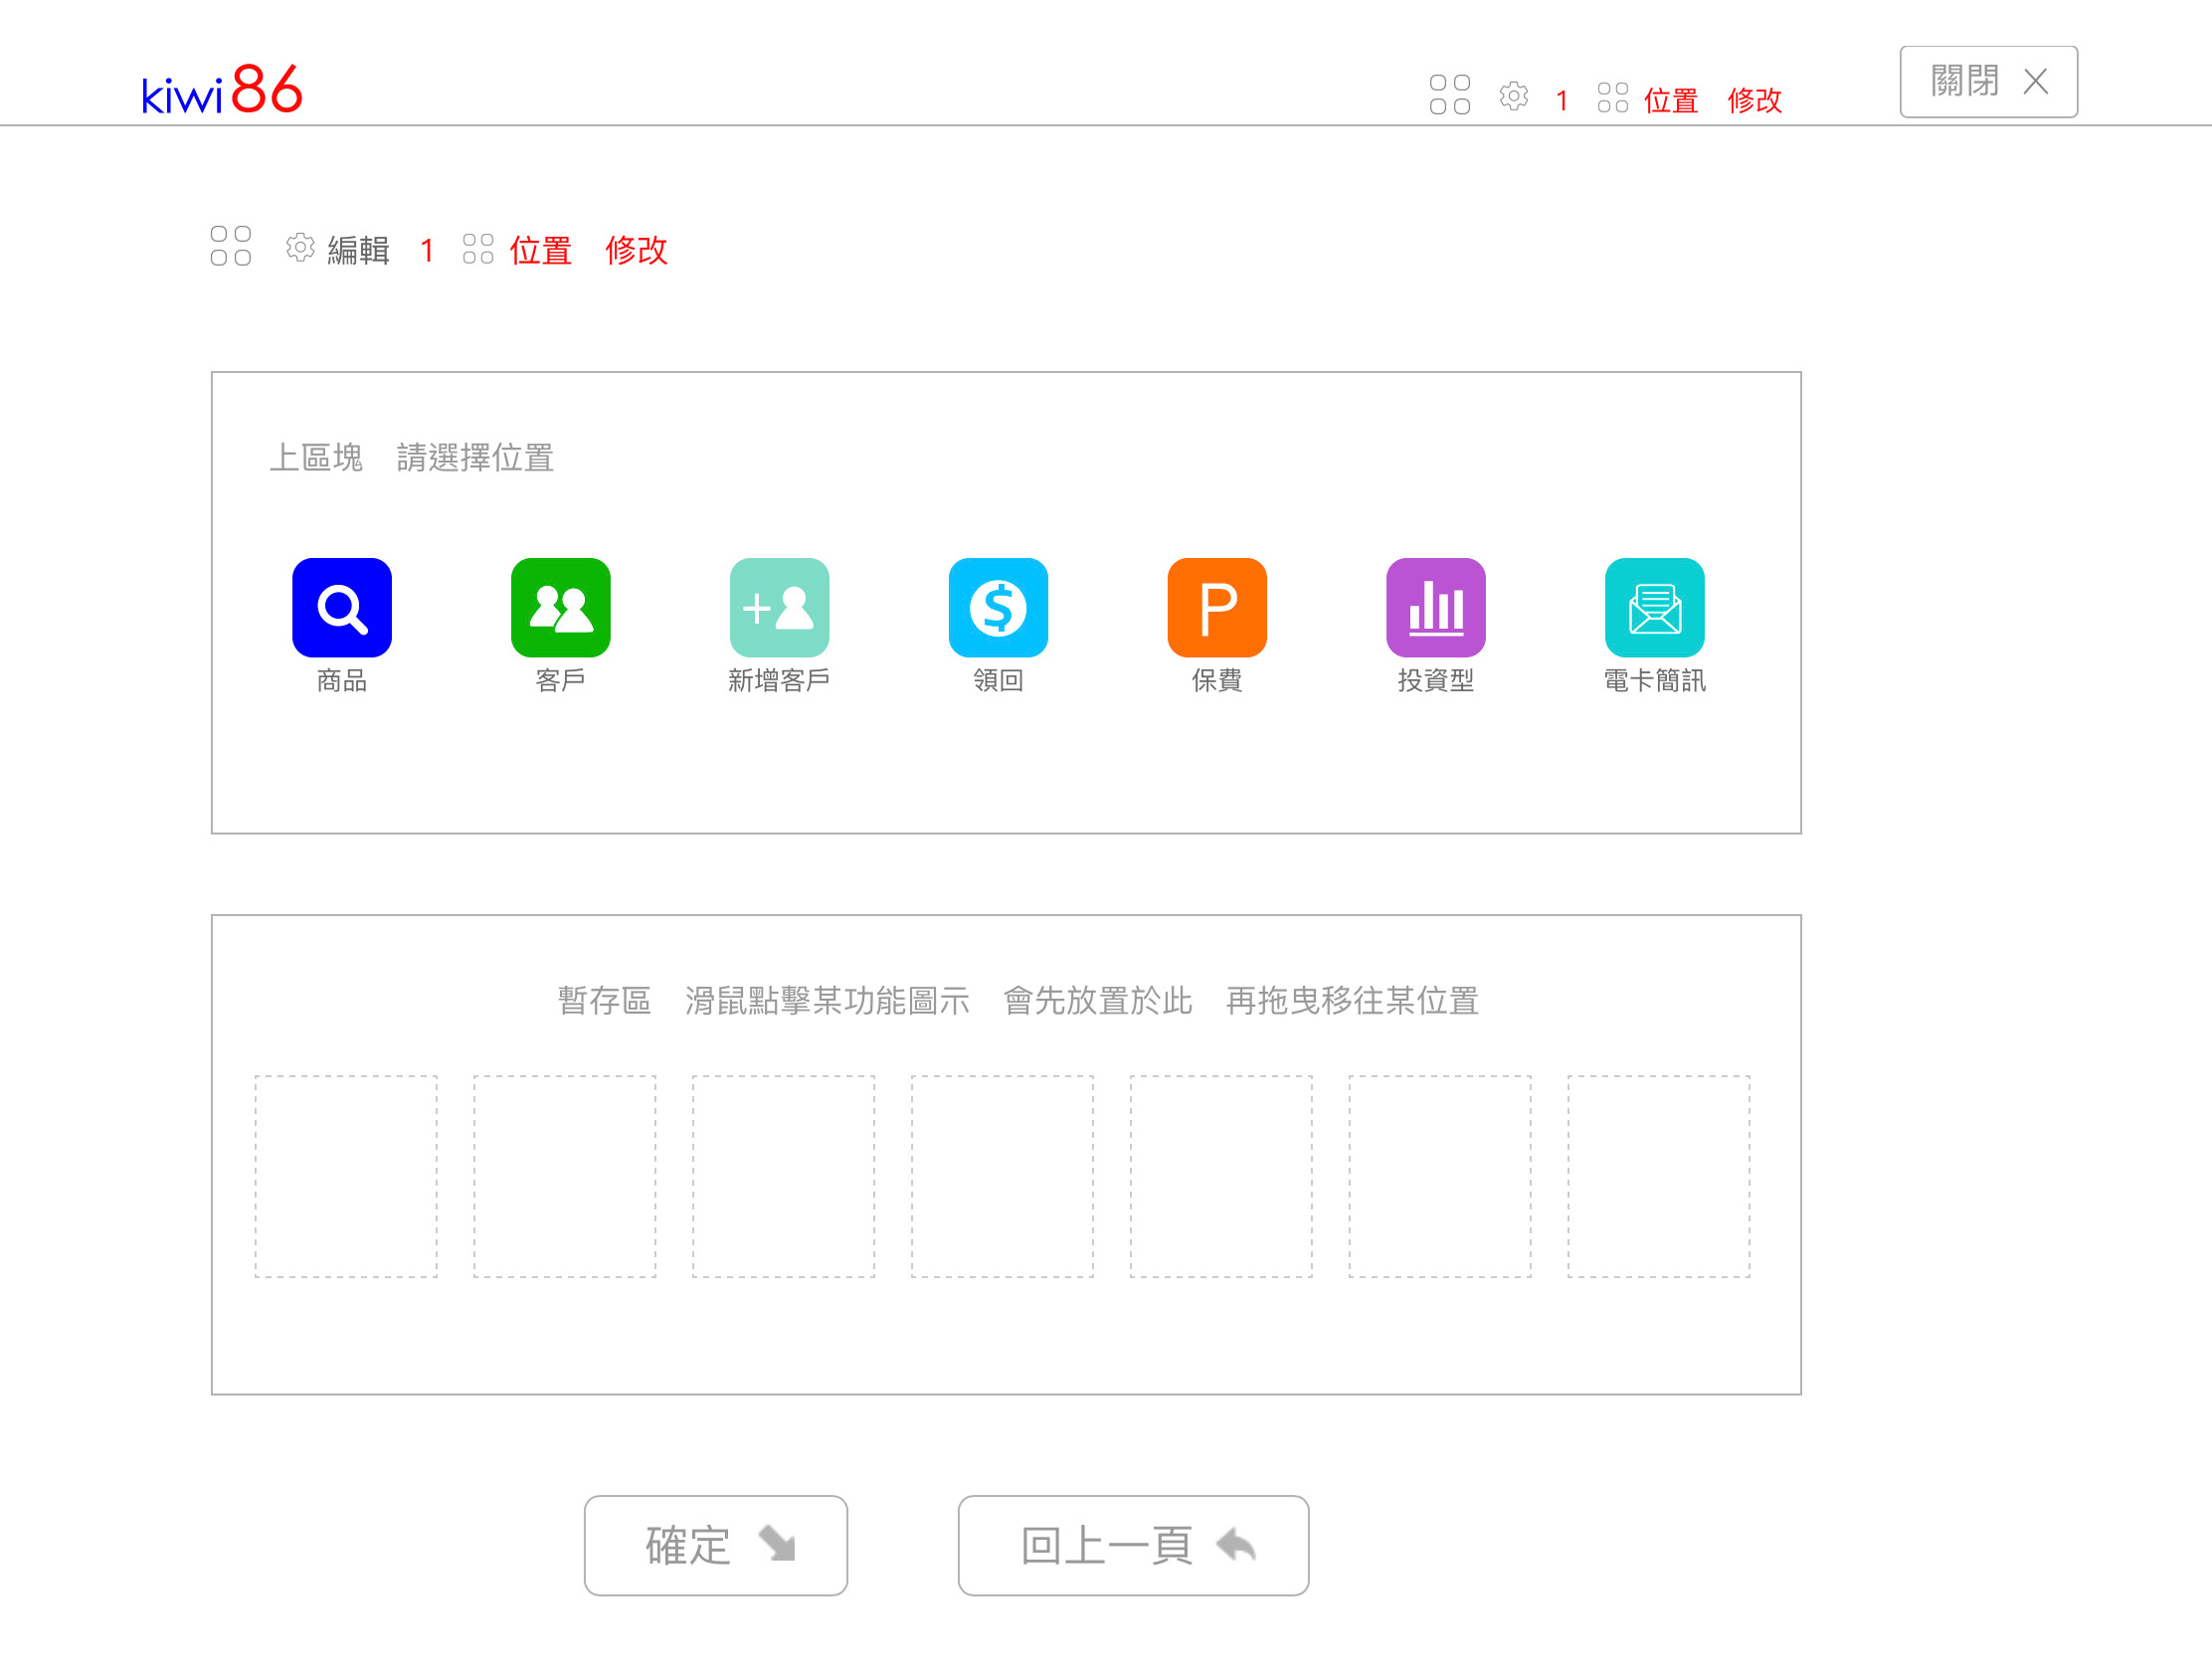 kiwi86
1 位置 修改
關閉
編輯 1 位置 修改
上區塊 請選擇位置
商品
客戶
新增客戶
領回
保費
投資型
電卡簡訊
暫存區 滑鼠點擊某功能圖示 會先放置於此 再拖曳移往某位置
確定
回上一頁